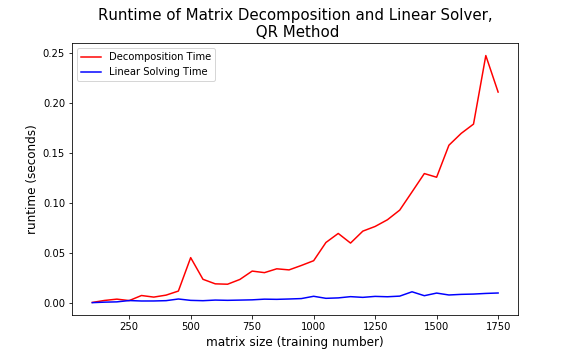 Runtime of Matrix Decomposition and Linear Solver,
QR Method
Decomposition Time
Linear Solving Time
runtime (seconds)
0.25
0.20
0.15
0.10
0.05
0.00
250 500 750 1000 1250 1500 1750
matrix size (training number)